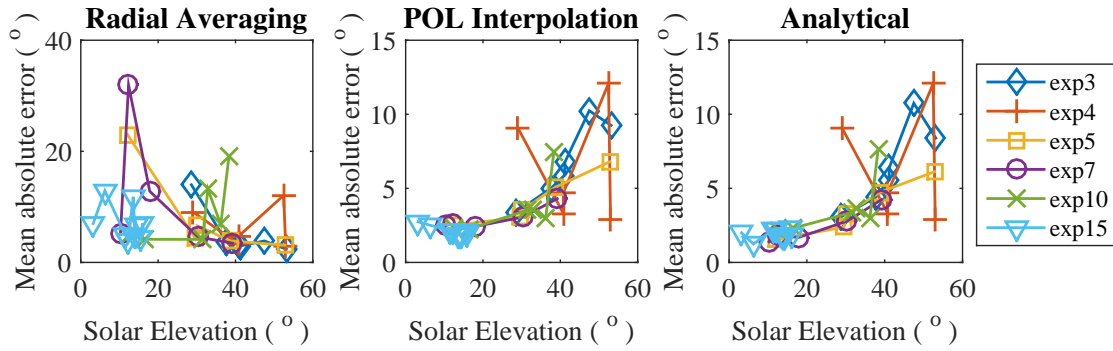 Radial Averaging
POL Interpolation
Analytical
Mean absolute error ( °)
40
20
0
0 20 40 60
Solar Elevation ( °)
Mean absolute error ( °)
15
10
5
0
0 20 40 60
Solar Elevation ( °)
Mean absolute error ( °)
15
10
5
0
0 20 40 60
Solar Elevation ( °)
exp3
exp4
exp5
exp7
exp10
exp15